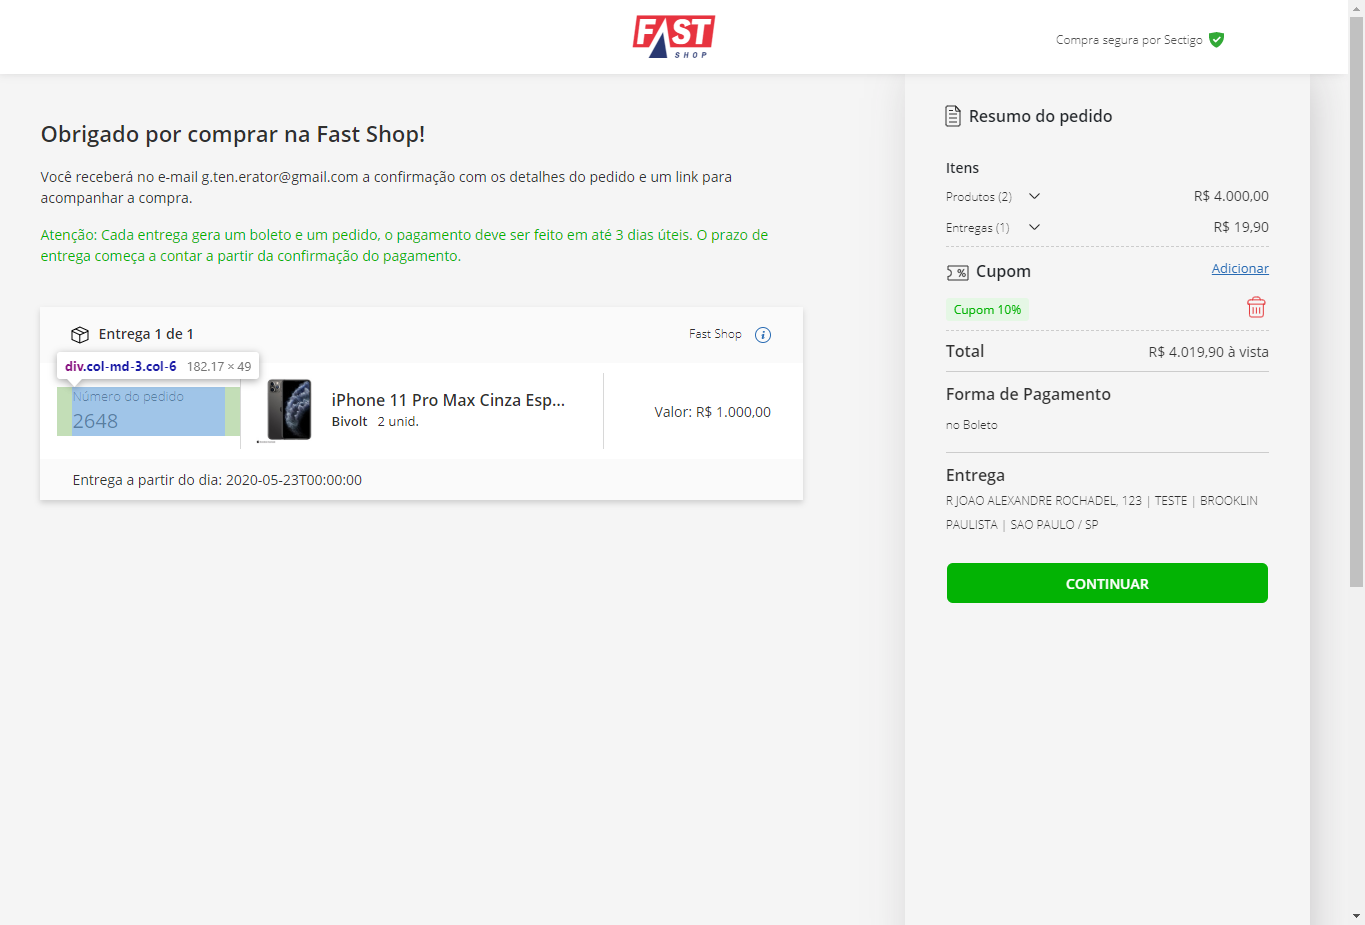 FAST
SHOP
Compra segura por Sectigo
Obrigado por comprar na Fast Shop!
Você receberá no e-mail g.ten.erator@gmail.com a confirmação com os detalhes do pedido e um link para
acompanhar a compra.
Atenção: Cada entrega gera um boleto e um pedido, o pagamento deve ser feito em até 3 dias úteis. O prazo de
entrega começa a contar a partir da confirmação do pagamento.
Entrega 1 de 1
Fast Shop
div.col-md-3.col-6 182.17 × 49
Número do pedido
2648
iPhone 11 Pro Max Cinza Esp...
Bivolt 2 unid.
Valor: R$ 1.000,00
Entrega a partir do dia: 2020-05-23T00:00:00
Resumo do pedido
Itens
Produtos (2) R$ 4.000,00
Entregas (1) R$ 19,90
% Cupom Adicionar
Cupom 10%
Total R$ 4.019,90 à vista
Forma de Pagamento
no Boleto
Entrega
R JOAO ALEXANDRE ROCHADEL, 123 | TESTE | BROOKLIN
PAULISTA | SAO PAULO / SP
CONTINUAR